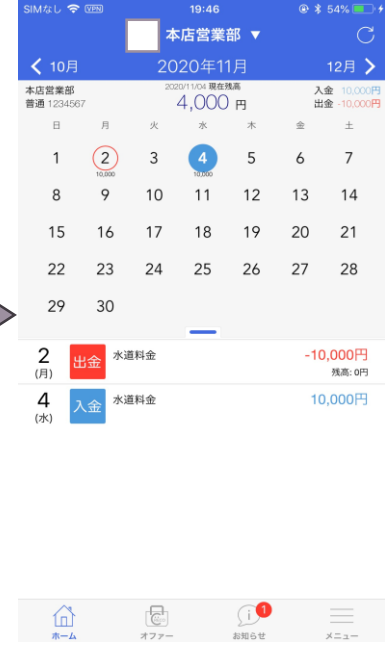 SIMなし VPN 19:46 54%
本店営業部 ▼
10月 2020年11月 12月
本店営業部 2020/11/04 現在残高 入金 10,000円
普通 1234567 4,000 円 出金 -10,000円
日 月 火 水 木 金 土
1 2 3 4 5 6 7
10,000 10,000
8 9 10 11 12 13 14
15 16 17 18 19 20 21
22 23 24 25 26 27 28
29 30
2 出金 水道料金 -10,000円
(月) 残高: 0円
4 入金 水道料金 10,000円
(水)
1
ホーム オファー お知らせ メニュー